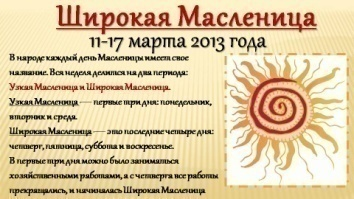 Широкая Масленица
11-17 марта 2013 года
В народе каждый день Масленицы имеет свое
название. Вся неделя делится на два периода:
Узкая Масленица и Широкая Масленица.
Узкая Масленица — первые три дня: понедельник,
вторник и среда.
Широкая Масленица — это последние четыре дня:
четверг, пятница, суббота и воскресенье.
В первые три дня можно было заниматься
хозяйственными работами, а с четверга все работы
прекращались, и начиналась Широкая Масленица